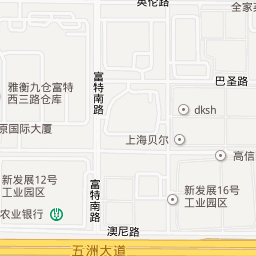 英伦路
全家
巴圣路
雅衡九仓富特
西三路仓库
富特南路
dksh
原国际大厦
上海贝尔
高信
新发展12号
工业园区
新发展16号
工业园区
富特南路
农业银行
澳尼路
五洲大道